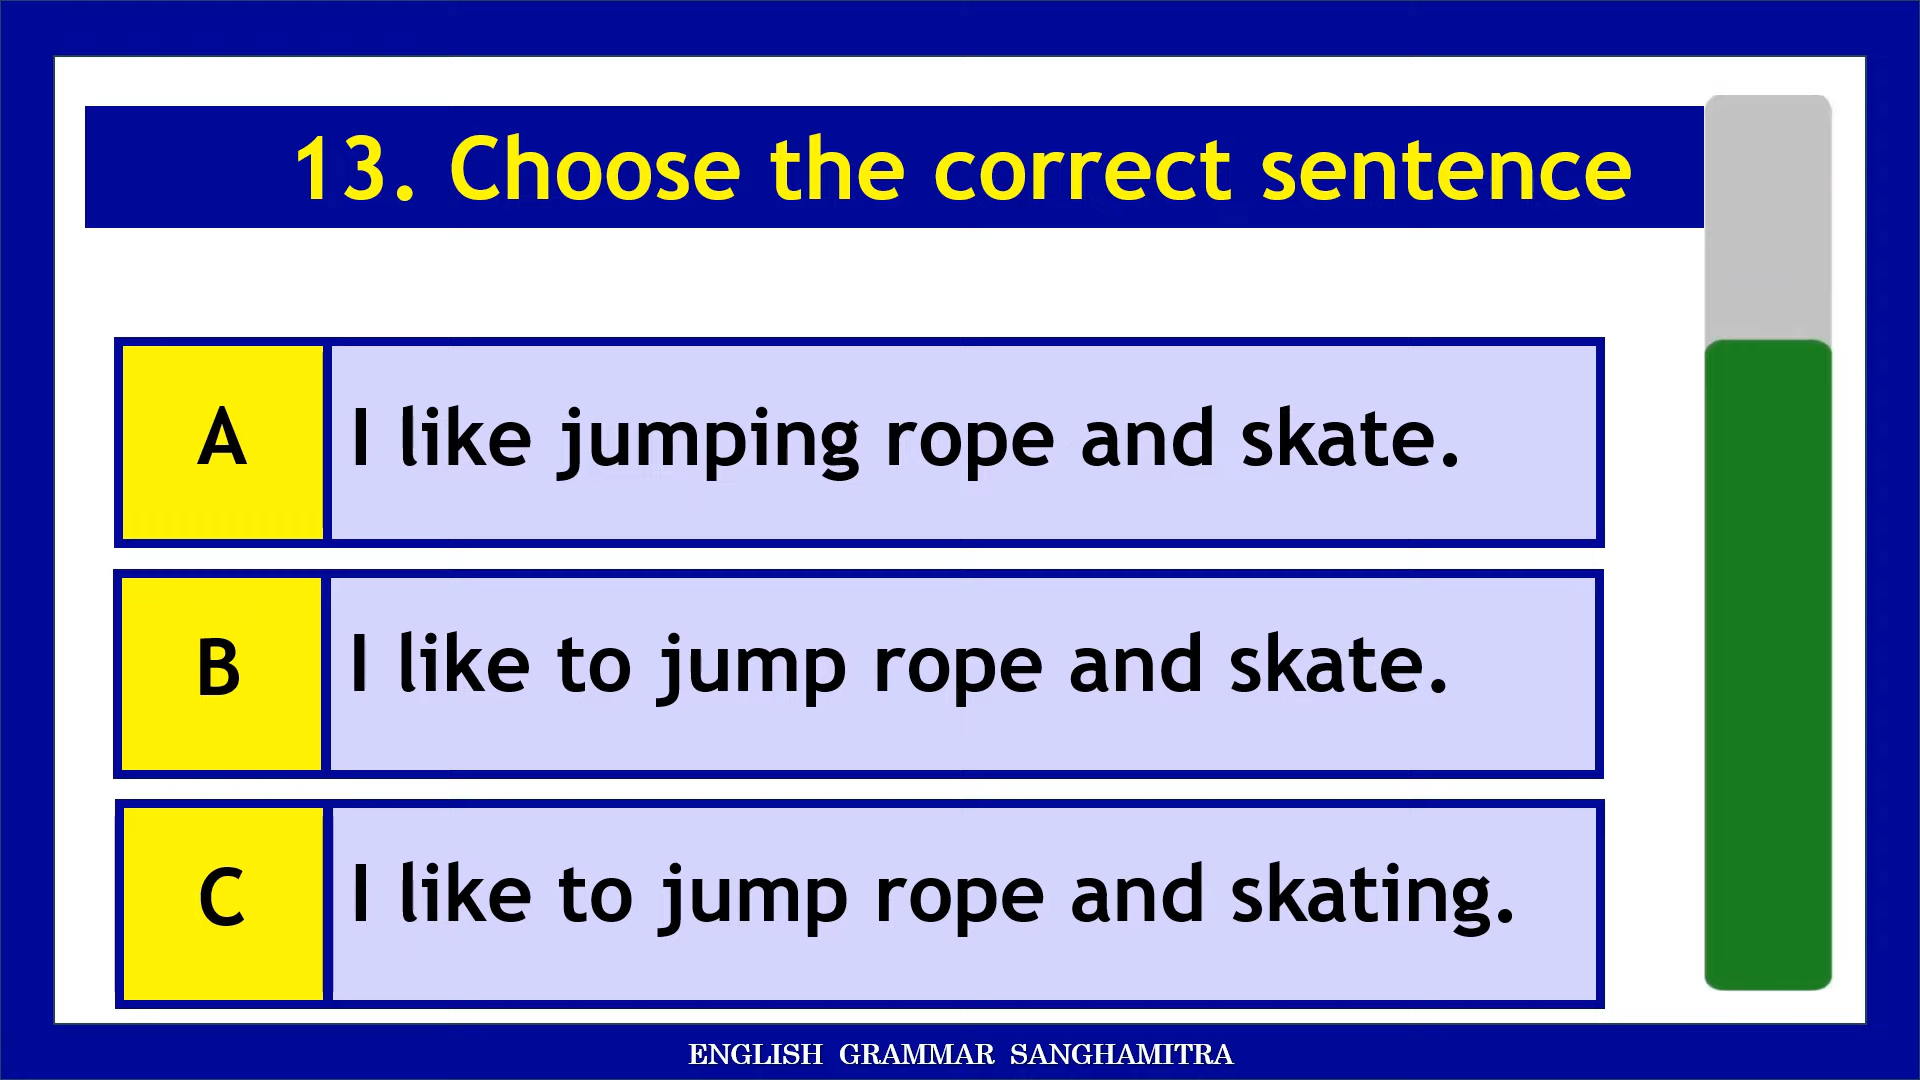 13. Choose the correct sentence
A I like jumping rope and skate.
B I like to jump rope and skate.
C I like to jump rope and skating.
ENGLISH GRAMMAR SANGHAMITRA